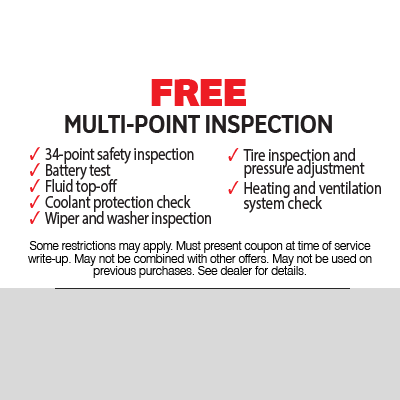 FREE
MULTI-POINT INSPECTION
✓ 34-point safety inspection
✓ Battery test
✓ Fluid top-off
✓ Coolant protection check
✓ Wiper and washer inspection
✓ Tire inspection and
pressure adjustment
✓ Heating and ventilation
system check
Some restrictions may apply. Must present coupon at time of service
write-up. May not be combined with other offers. May not be used on
previous purchases. See dealer for details.